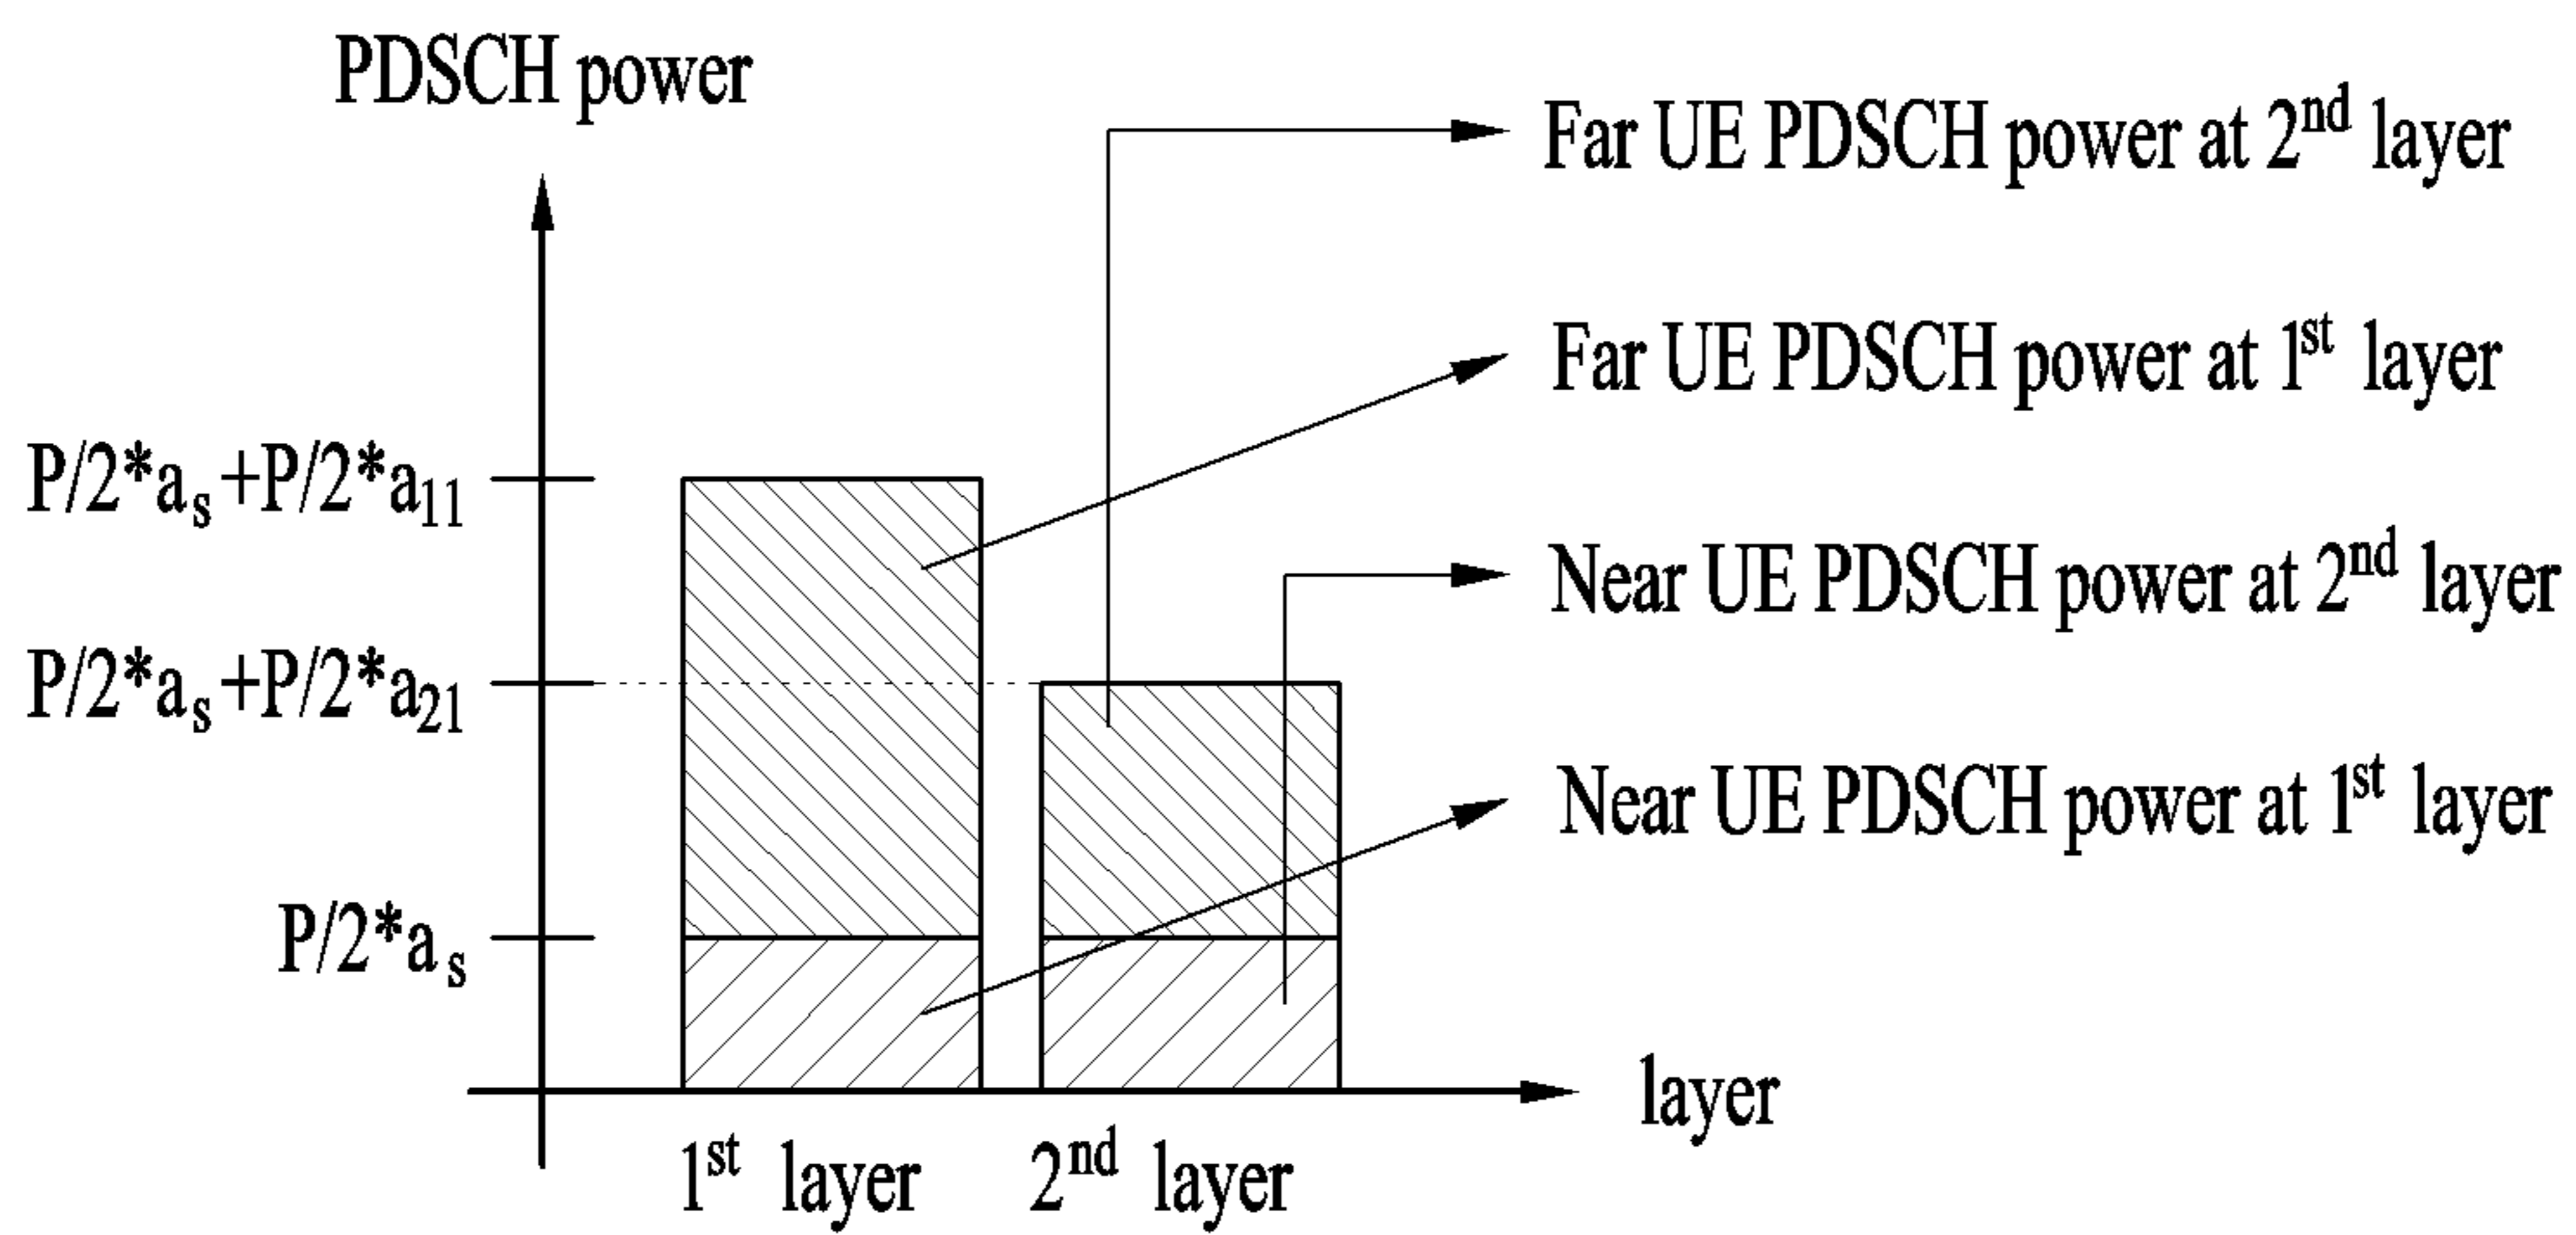 PDSCH power
Far UE PDSCH power at 2nd layer
Far UE PDSCH power at 1st layer
P/2*as+P/2*a11
Near UE PDSCH power at 2nd layer
P/2*as+P/2*a21
Near UE PDSCH power at 1st layer
P/2*as
layer
1st layer
2nd layer